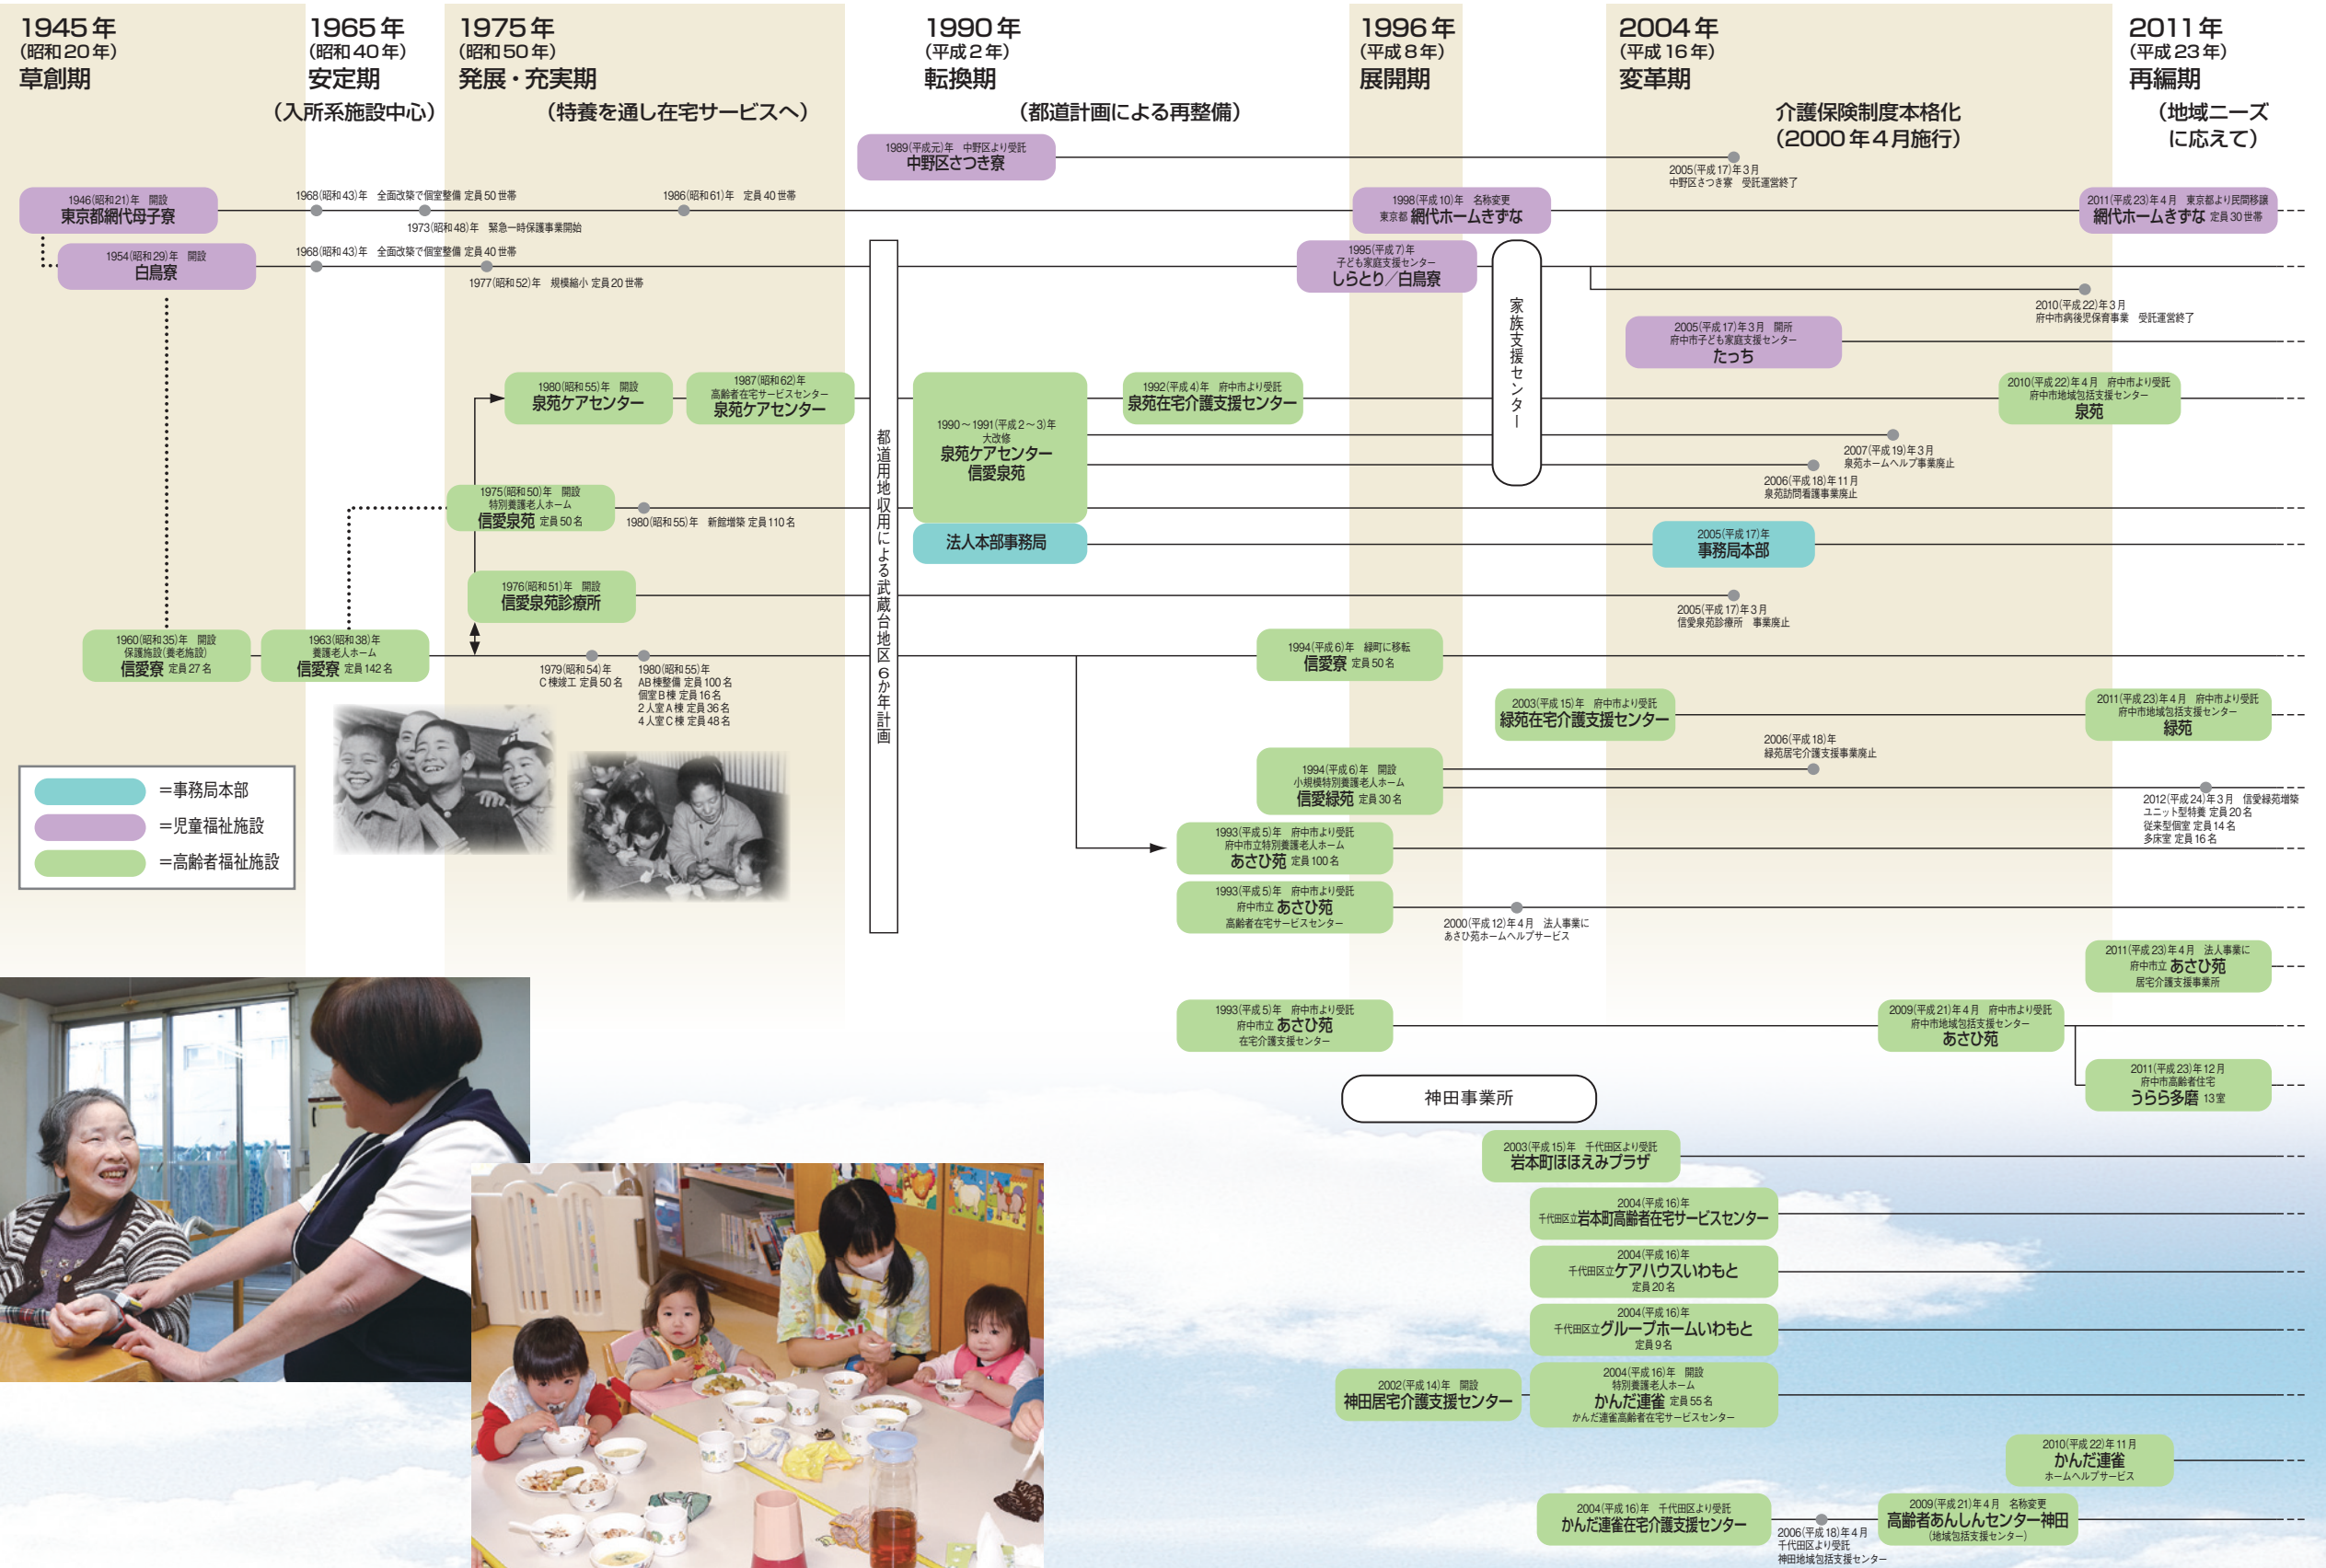 1945年
(昭和20年)
草創期
1965年
(昭和40年)
安定期
(入所系施設中心)
1975年
(昭和50年)
発展・充実期
(特養を通し在宅サービスへ)
1990年
(平成2年)
転換期
(都道計画による再整備)
1996年
(平成8年)
展開期
2004年
(平成16年)
変革期
介護保険制度本格化
(2000年4月施行)
2011年
(平成23年)
再編期
(地域ニーズ
に応えて)
1989(平成元)年 中野区より受託
中野区さつき寮
2005(平成17)年3月
中野区さつき寮 受託運営終了
1946(昭和21)年 開設
東京都網代母子寮
1968(昭和43)年 全面改築で個室整備 定員50世帯
1973(昭和48)年 緊急一時保護事業開始
1986(昭和61)年 定員40世帯
1998(平成10)年 名称変更
東京都 網代ホームきずな
2011(平成23)年4月 東京都より民間移譲
網代ホームきずな 定員30世帯
1954(昭和29)年 開設
白鳥寮
1968(昭和43)年 全面改築で個室整備 定員40世帯
1977(昭和52)年 規模縮小 定員20世帯
1995(平成7)年
子ども家庭支援センター
しらとり/白鳥寮
2010(平成22)年3月
府中市病後児保育事業 受託運営終了
家族支援センター
2005(平成17)年3月 開所
府中市子ども家庭支援センター
たっち
1980(昭和55)年 開設
泉苑ケアセンター
1987(昭和62)年
高齢者在宅サービスセンター
泉苑ケアセンター
都道用地収用による武蔵台地区6か年計画
1990~1991(平成2~3)年
大改修
泉苑ケアセンター
信愛泉苑
1992(平成4)年 府中市より受託
泉苑在宅介護支援センター
2010(平成22)年4月 府中市より受託
府中市地域包括支援センター
泉苑
2007(平成19)年3月
泉苑ホームヘルプ事業廃止
2006(平成18)年11月
泉苑訪問看護事業廃止
1975(昭和50)年 開設
特別養護老人ホーム
信愛泉苑 定員50名
1980(昭和55)年 新館増築 定員110名
法人本部事務局
2005(平成17)年
事務局本部
1976(昭和51)年 開設
信愛泉苑診療所
2005(平成17)年3月
信愛泉苑診療所 事業廃止
1960(昭和35)年 開設
保護施設(養老施設)
信愛寮 定員27名
1963(昭和38)年
養護老人ホーム
信愛寮 定員142名
1979(昭和54)年
C棟竣工 定員50名
1980(昭和55)年
AB棟整備 定員100名
個室B棟 定員16名
2人室A棟 定員36名
4人室C棟 定員48名
1994(平成6)年 緑町に移転
信愛寮 定員50名
2003(平成15)年 府中市より受託
緑苑在宅介護支援センター
2011(平成23)年4月 府中市より受託
府中市地域包括支援センター
緑苑
2006(平成18)年
緑苑居宅介護支援事業廃止
1994(平成6)年 開設
小規模特別養護老人ホーム
信愛緑苑 定員30名
2012(平成24)年3月 信愛緑苑増築
ユニット型特養 定員20名
従来型個室 定員14名
多床室 定員16名
=事務局本部
=児童福祉施設
=高齢者福祉施設
1993(平成5)年 府中市より受託
府中市立特別養護老人ホーム
あさひ苑 定員100名
1993(平成5)年 府中市より受託
府中市立 あさひ苑
高齢者在宅サービスセンター
2000(平成12)年4月 法人事業に
あさひ苑ホームヘルプサービス
2011(平成23)年4月 法人事業に
府中市立 あさひ苑
居宅介護支援事業所
1993(平成5)年 府中市より受託
府中市立 あさひ苑
在宅介護支援センター
2009(平成21)年4月 府中市より受託
府中市地域包括支援センター
あさひ苑
2011(平成23)年12月
府中市高齢者住宅
うらら多磨 13室
神田事業所
2003(平成15)年 千代田区より受託
岩本町ほほえみプラザ
2004(平成16)年
千代田区立岩本町高齢者在宅サービスセンター
2004(平成16)年
千代田区立ケアハウスいわもと
定員20名
2004(平成16)年
千代田区立グループホームいわもと
定員9名
2002(平成14)年 開設
神田居宅介護支援センター
2004(平成16)年 開設
特別養護老人ホーム
かんだ連雀 定員55名
かんだ連雀高齢者在宅サービスセンター
2010(平成22)年11月
かんだ連雀
ホームヘルプサービス
2004(平成16)年 千代田区より受託
かんだ連雀在宅介護支援センター
2006(平成18)年4月
千代田区より受託
神田地域包括支援センター
2009(平成21)年4月 名称変更
高齢者あんしんセンター神田
(地域包括支援センター)